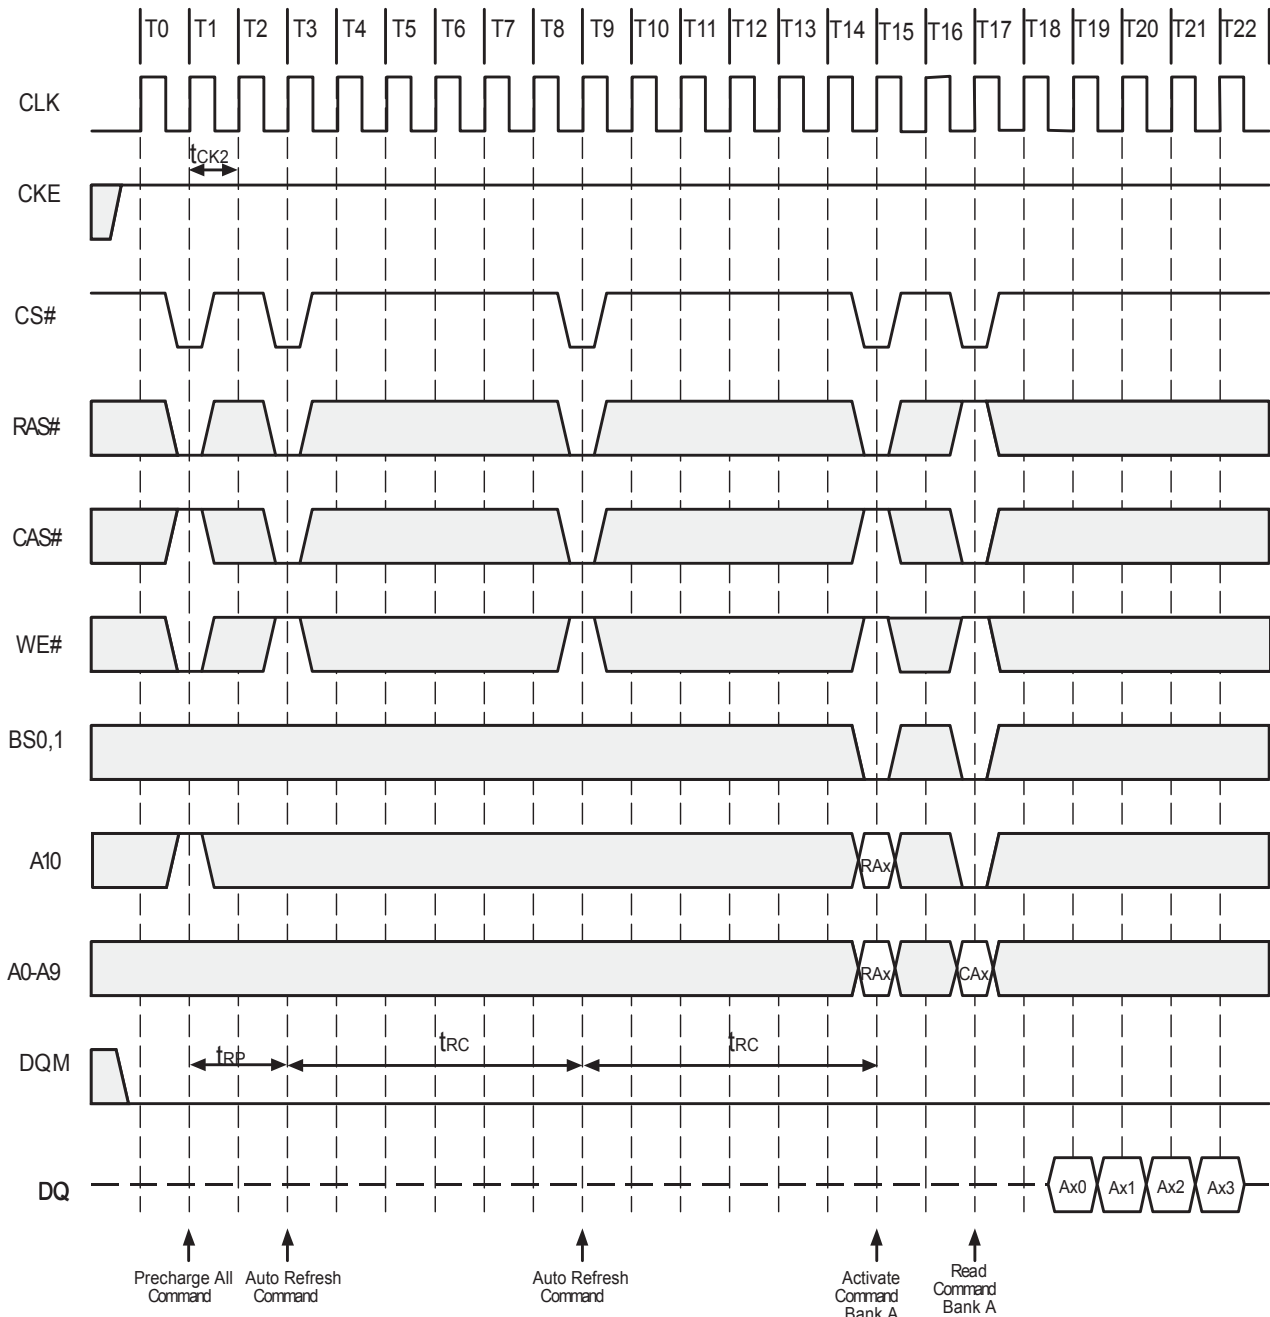 T0 T1 T2 T3 T4 T5 T6 T7 T8 T9 T10 T11 T12 T13 T14 T15 T16 T17 T18 T19 T20 T21 T22
CLK
tCK2
CKE
CS#
RAS#
CAS#
WE#
BS0,1
A10
RAx
A0-A9
RAx CAx
DQM
tRP tRC tRC
DQ
Ax0 Ax1 Ax2 Ax3
Precharge All
Command
Auto Refresh
Command
Auto Refresh
Command
Activate
Command
Bank A
Read
Command
Bank A